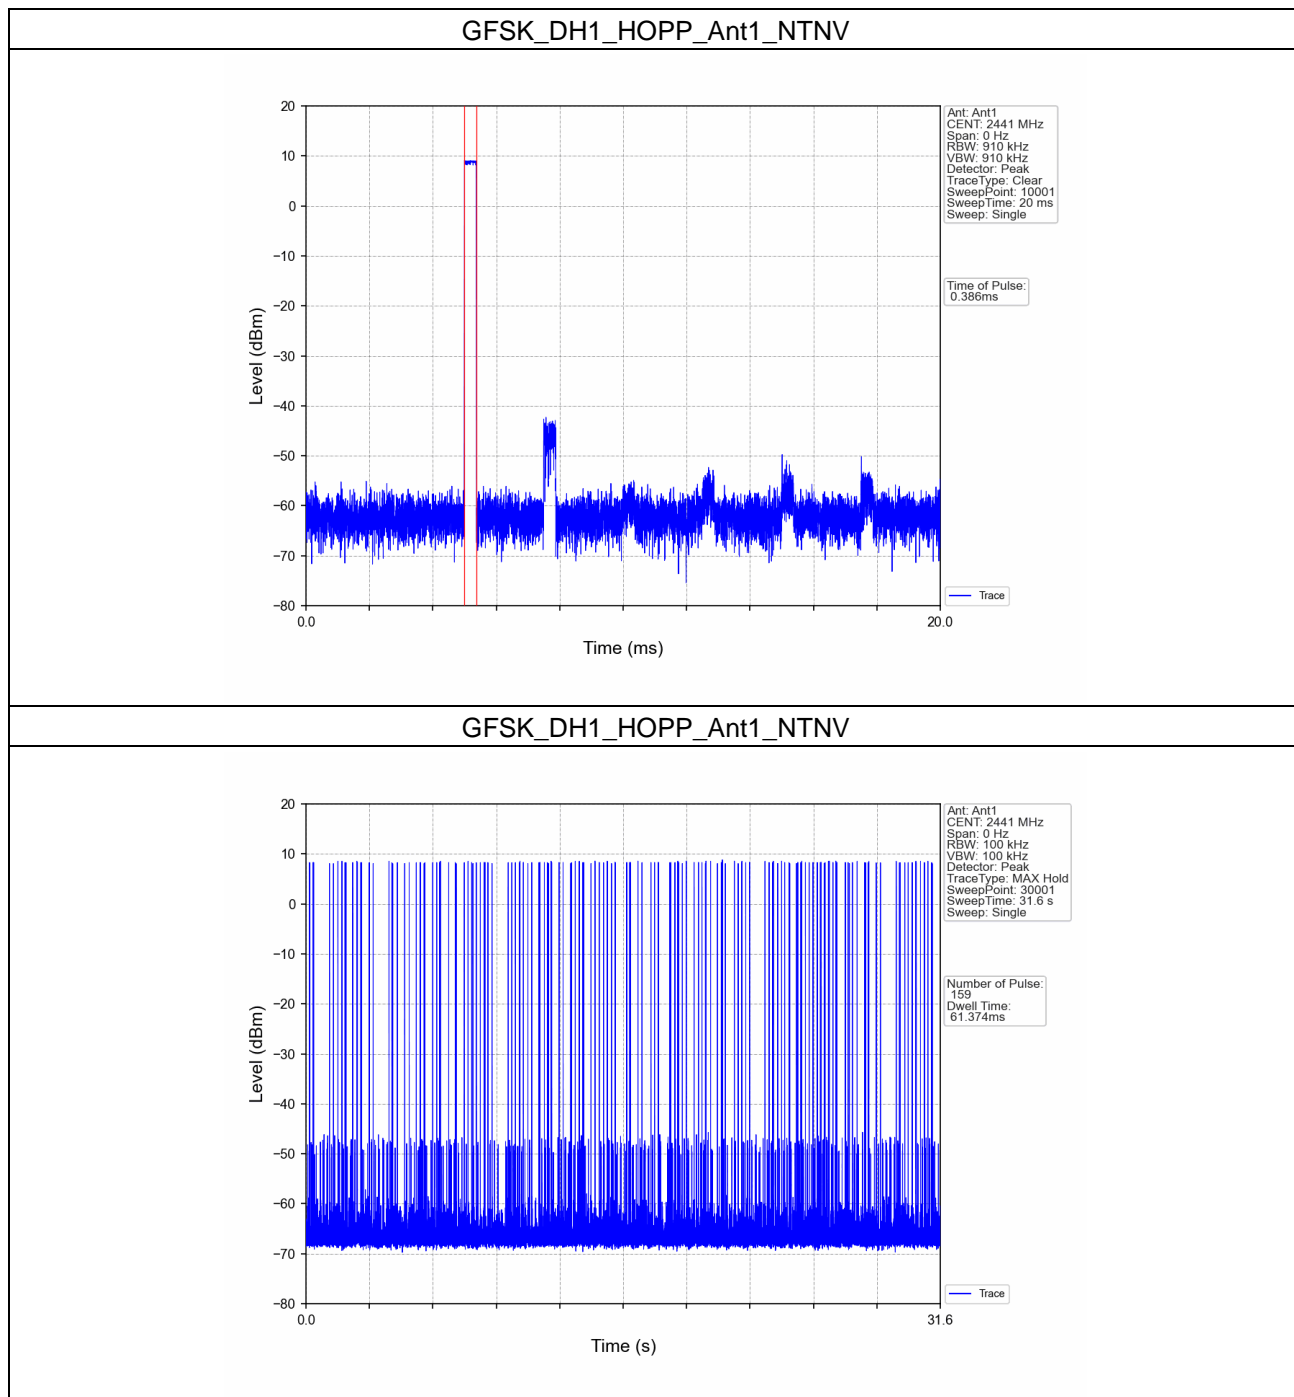 GFSK_DH1_HOPP_Ant1_NTNV
20
10
0
−10
−20
−30
−40
−50
−60
−70
−80
Level (dBm)
0.0
20.0
Time (ms)
Ant: Ant1
CENT: 2441 MHz
Span: 0 Hz
RBW: 910 kHz
VBW: 910 kHz
Detector: Peak
TraceType: Clear
SweepPoint: 10001
SweepTime: 20 ms
Sweep: Single
Time of Pulse:
0.386ms
Trace
GFSK_DH1_HOPP_Ant1_NTNV
20
10
0
−10
−20
−30
−40
−50
−60
−70
−80
Level (dBm)
0.0
31.6
Time (s)
Ant: Ant1
CENT: 2441 MHz
Span: 0 Hz
RBW: 100 kHz
VBW: 100 kHz
Detector: Peak
TraceType: MAX Hold
SweepPoint: 30001
SweepTime: 31.6 s
Sweep: Single
Number of Pulse:
159
Dwell Time:
61.374ms
Trace